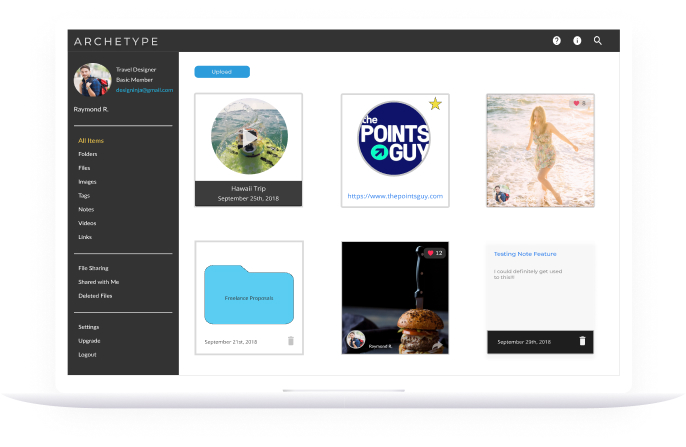 ARCHETYPE
Travel Designer
Basic Member
designinja@gmail.com
Raymond R.
All Items
Folders
Files
Images
Tags
Notes
Videos
Links
File Sharing
Shared with Me
Deleted Files
Settings
Upgrade
Logout
Upload
Hawaii Trip
September 25th, 2018
the
POINTS
GUY
https://www.thepointsguy.com
8
Freelence Proposals
September 21st, 2018
12
Raymond R.
Testing Note Feature
I could definitely get used
to this!!
September 29th, 2018